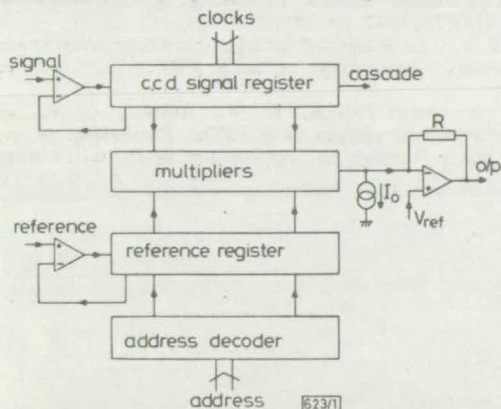 clocks
signal
c.c.d. signal register
cascade
multipliers
R
o/p
I₀
Vref
reference
reference register
address decoder
address
623/1